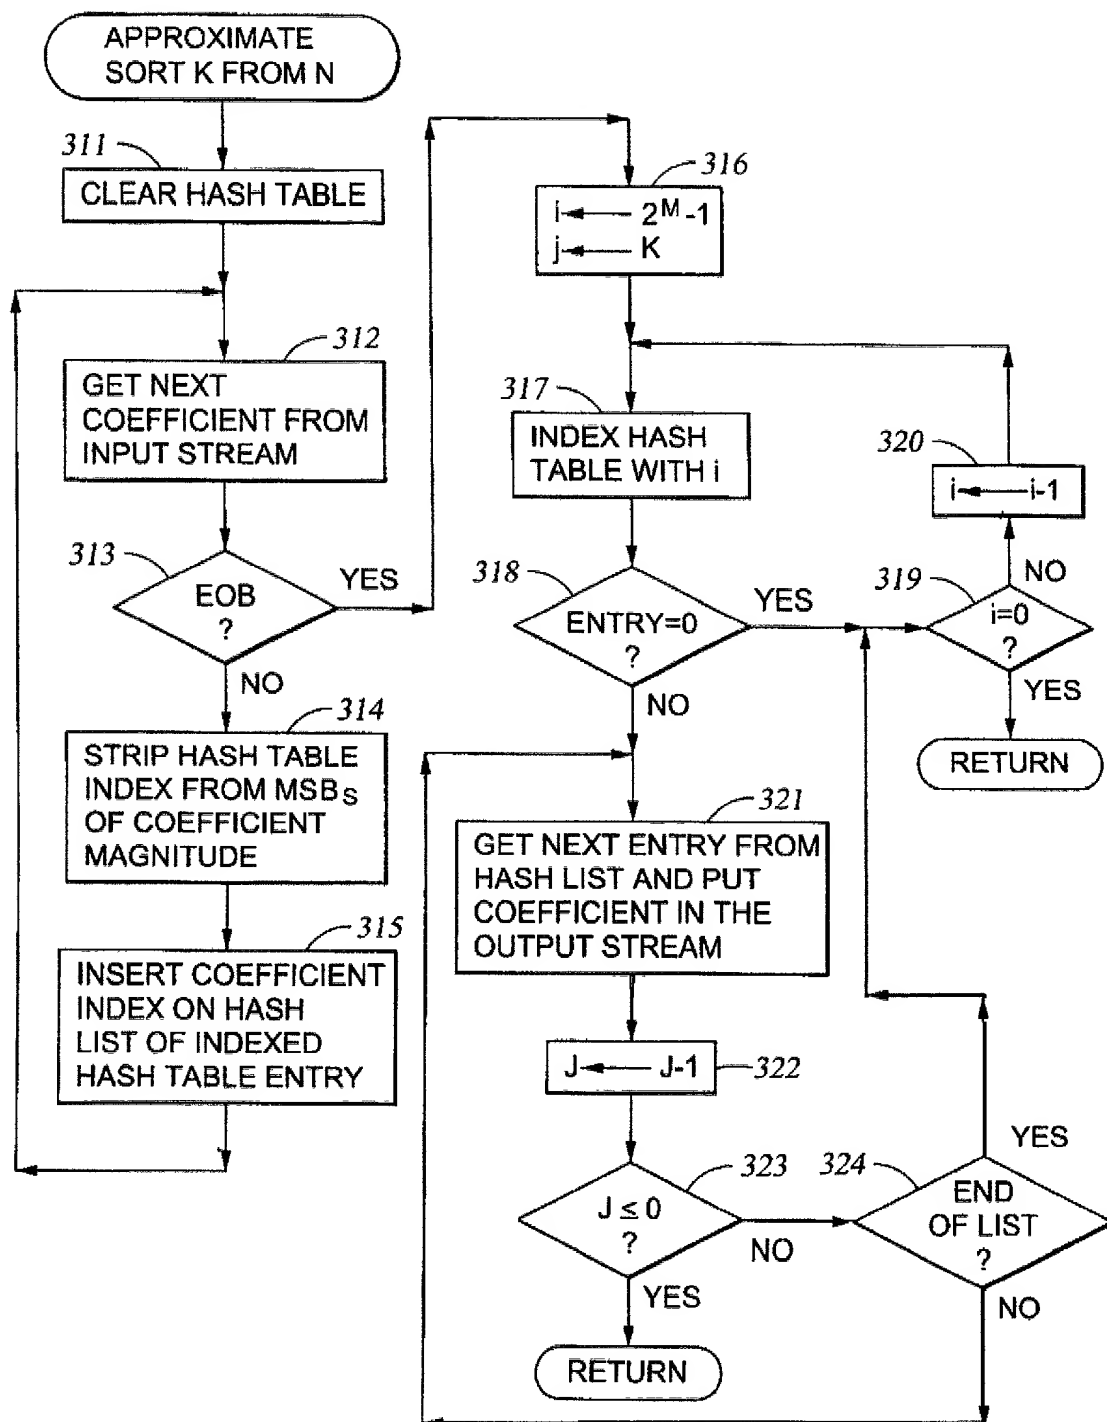 APPROXIMATE
SORT K FROM N
311
CLEAR HASH TABLE
312
GET NEXT
COEFFICIENT FROM
INPUT STREAM
313
EOB
?
YES
NO
314
STRIP HASH TABLE
INDEX FROM MSBS
OF COEFFICIENT
MAGNITUDE
315
INSERT COEFFICIENT
INDEX ON HASH
LIST OF INDEXED
HASH TABLE ENTRY
316
i ← 2^M -1
j ← K
317
INDEX HASH
TABLE WITH i
318
ENTRY=0
?
YES
NO
319
i=0
?
NO
YES
320
i ← i-1
RETURN
321
GET NEXT ENTRY FROM
HASH LIST AND PUT
COEFFICIENT IN THE
OUTPUT STREAM
J ← J-1
322
323
J ≤ 0
?
NO
YES
RETURN
324
END
OF LIST
?
YES
NO